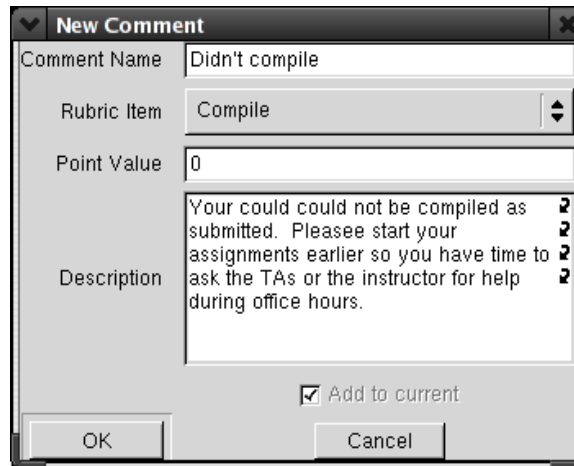 New Comment
Comment Name Didn't compile
Rubric Item Compile
Point Value 0
Description
Your could could not be compiled as
submitted.  Pleasee start your
assignments earlier so you have time to
ask the TAs or the instructor for help
during office hours.
Add to current
OK Cancel